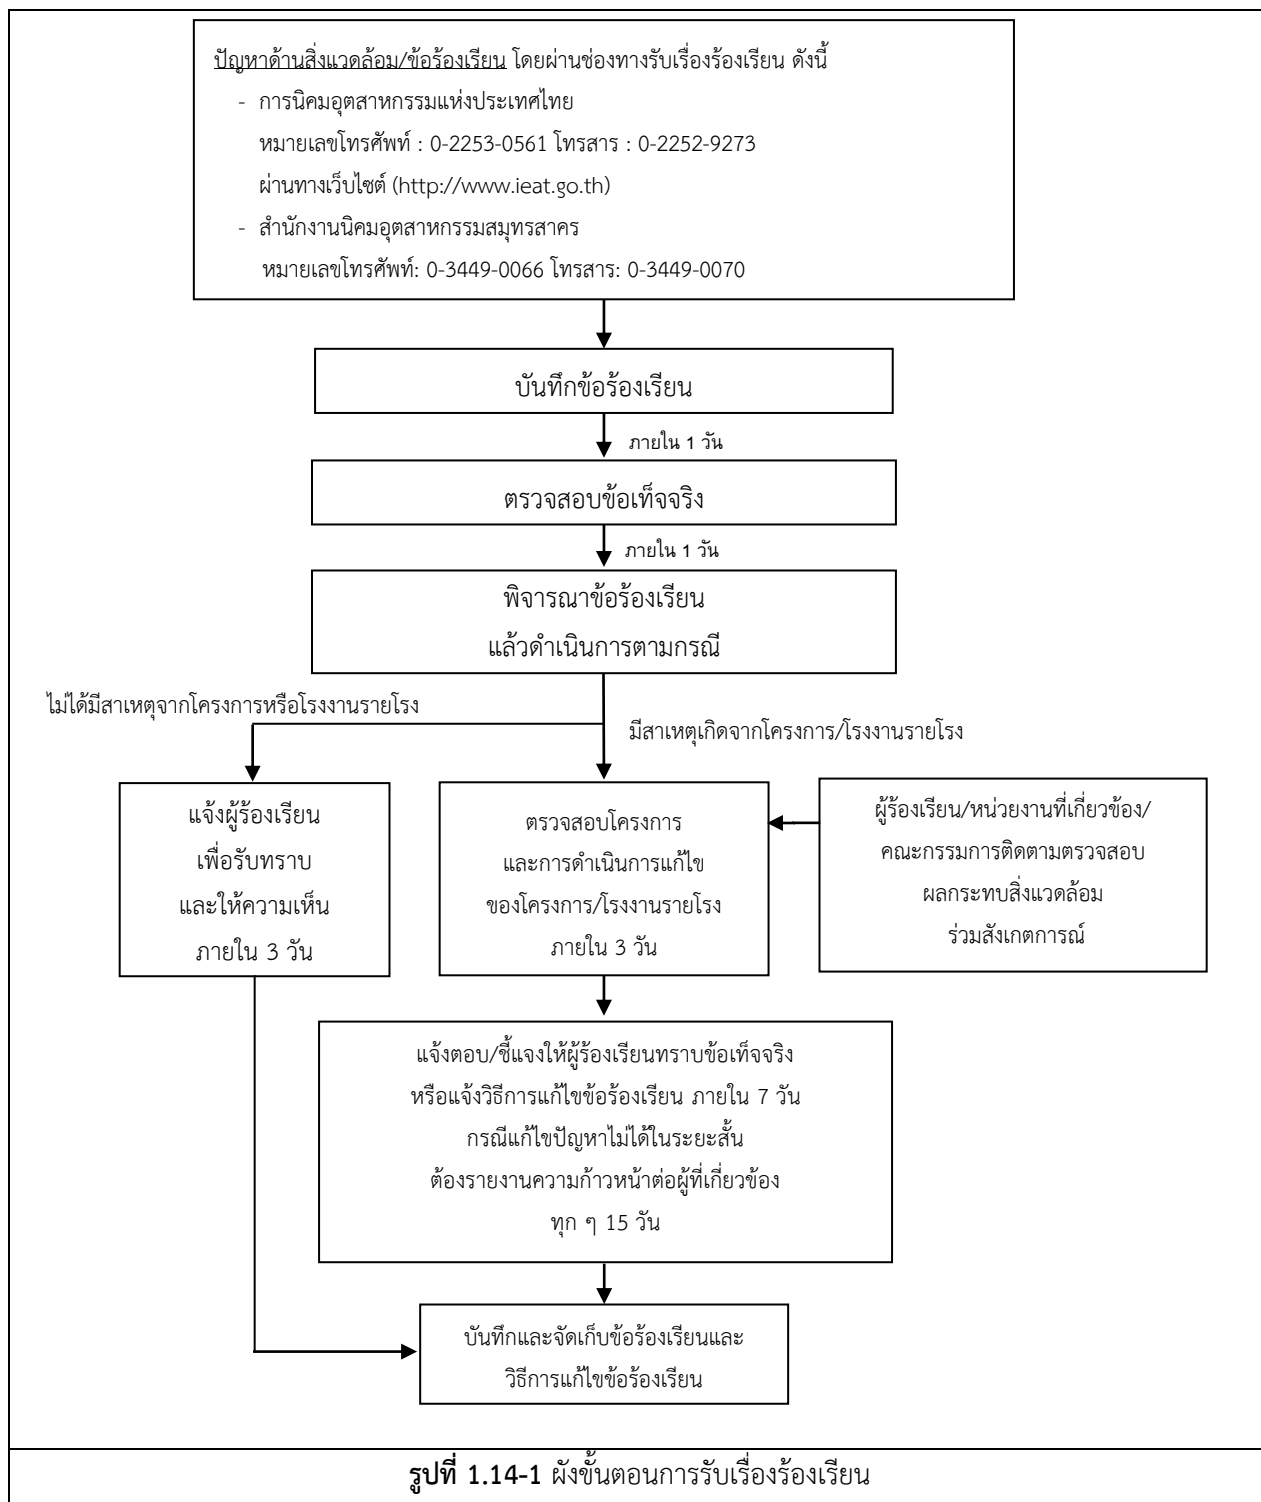 ปัญหาด้านสิ่งแวดล้อม/ข้อร้องเรียน โดยผ่านช่องทางรับเรื่องร้องเรียน ดังนี้
- การนิคมอุตสาหกรรมแห่งประเทศไทย
หมายเลขโทรศัพท์ : 0-2253-0561 โทรสาร : 0-2252-9273
ผ่านทางเว็บไซต์ (http://www.ieat.go.th)
- สำนักงานนิคมอุตสาหกรรมสมุทรสาคร
หมายเลขโทรศัพท์: 0-3449-0066 โทรสาร: 0-3449-0070
บันทึกข้อร้องเรียน
ภายใน 1 วัน
ตรวจสอบข้อเท็จจริง
ภายใน 1 วัน
พิจารณาข้อร้องเรียน
แล้วดำเนินการตามกรณี
ไม่ได้มีสาเหตุจากโครงการหรือโรงงานรายโรง
มีสาเหตุเกิดจากโครงการ/โรงงานรายโรง
แจ้งผู้ร้องเรียน
เพื่อรับทราบ
และให้ความเห็น
ภายใน 3 วัน
ตรวจสอบโครงการ
และการดำเนินการแก้ไข
ของโครงการ/โรงงานรายโรง
ภายใน 3 วัน
ผู้ร้องเรียน/หน่วยงานที่เกี่ยวข้อง/
คณะกรรมการติดตามตรวจสอบ
ผลกระทบสิ่งแวดล้อม
ร่วมสังเกตการณ์
แจ้งตอบ/ชี้แจงให้ผู้ร้องเรียนทราบข้อเท็จจริง
หรือแจ้งวิธีการแก้ไขข้อร้องเรียน ภายใน 7 วัน
กรณีแก้ไขปัญหาไม่ได้ในระยะสั้น
ต้องรายงานความก้าวหน้าต่อผู้ที่เกี่ยวข้อง
ทุก ๆ 15 วัน
บันทึกและจัดเก็บข้อร้องเรียนและ
วิธีการแก้ไขข้อร้องเรียน
รูปที่ 1.14-1 ผังขั้นตอนการรับเรื่องร้องเรียน